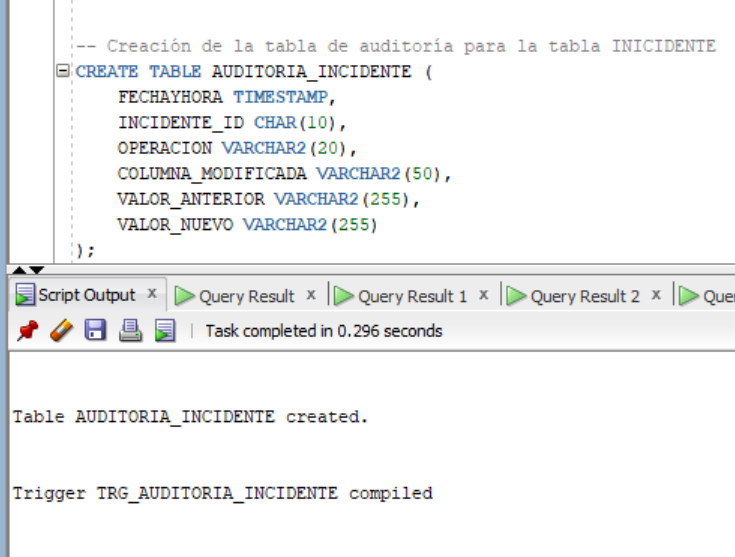 -- Creación de la tabla de auditoría para la tabla INICIDENTE
CREATE TABLE AUDITORIA_INCIDENTE (
FECHAYHORA TIMESTAMP,
INCIDENTE_ID CHAR(10),
OPERACION VARCHAR2(20),
COLUMNA_MODIFICADA VARCHAR2(50),
VALOR_ANTERIOR VARCHAR2(255),
VALOR_NUEVO VARCHAR2(255)
);
Script Output x Query Result x Query Result 1 x Query Result 2 x Que
Task completed in 0.296 seconds
Table AUDITORIA_INCIDENTE created.
Trigger TRG_AUDITORIA_INCIDENTE compiled